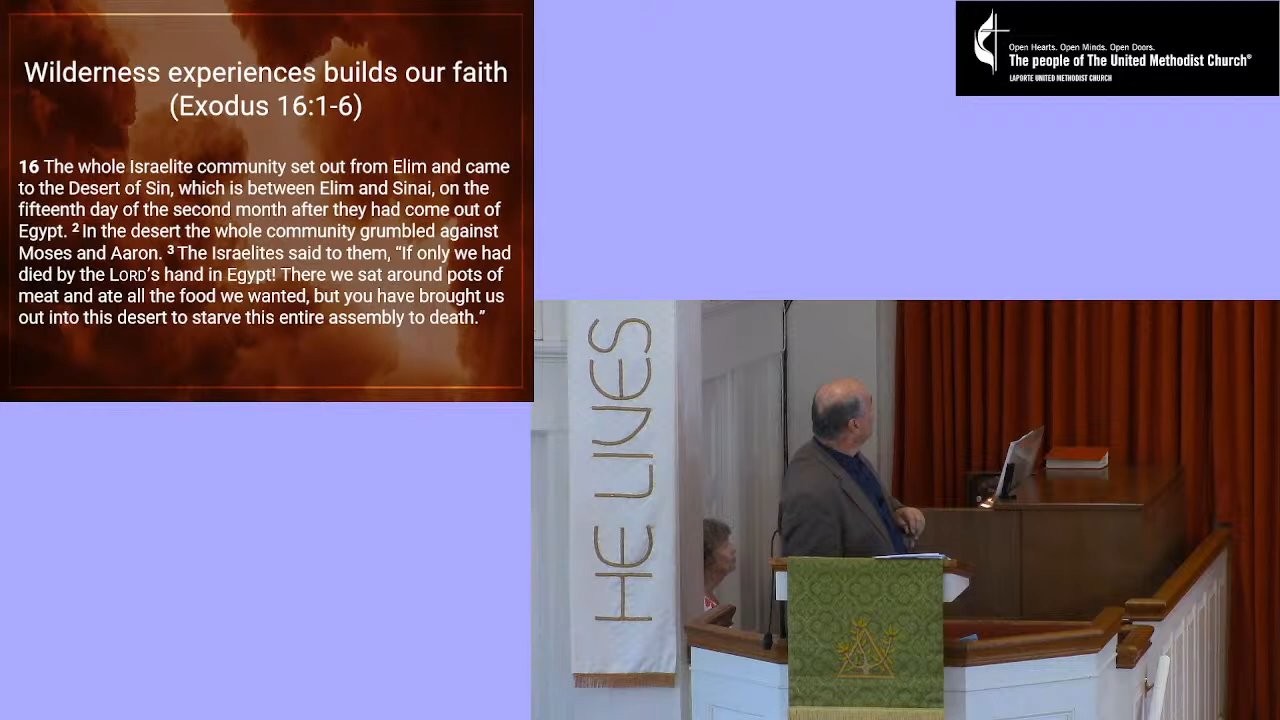 Wilderness experiences builds our faith
(Exodus 16:1-6)
16 The whole Israelite community set out from Elim and came
to the Desert of Sin, which is between Elim and Sinai, on the
fifteenth day of the second month after they had come out of
Egypt. 2 In the desert the whole community grumbled against
Moses and Aaron. 3 The Israelites said to them, “If only we had
died by the LORD’s hand in Egypt! There we sat around pots of
meat and ate all the food we wanted, but you have brought us
out into this desert to starve this entire assembly to death.”
Open Hearts. Open Minds. Open Doors.
The people of The United Methodist Church®
LAPORTE UNITED METHODIST CHURCH
HE LIVES